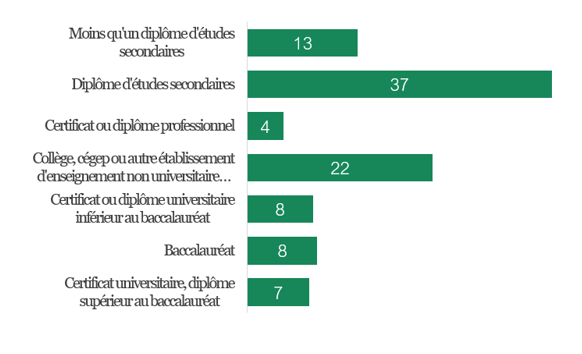 Moins qu'un diplôme d'études
secondaires
13
Diplôme d'études secondaires
37
Certificat ou diplôme professionnel
4
Collège, cégep ou autre établissement
d'enseignement non universitaire...
22
Certificat ou diplôme universitaire
inférieur au baccalauréat
8
Baccalauréat
8
Certificat universitaire, diplôme
supérieur au baccalauréat
7